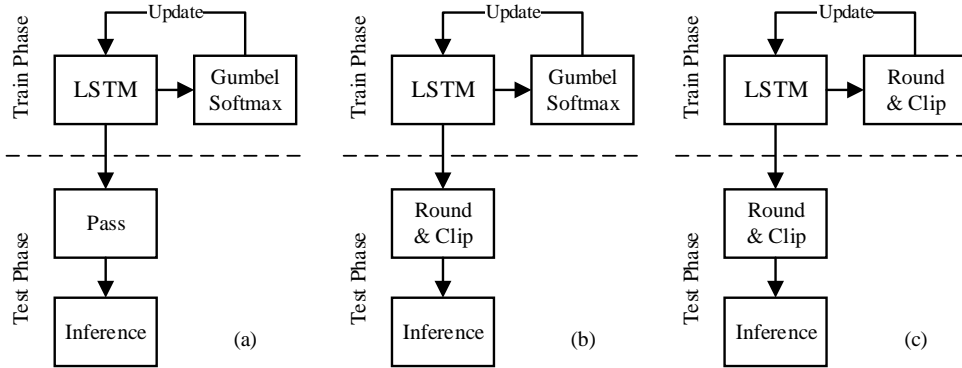 Train Phase
Update
LSTM
Gumbel
Softmax
Test Phase
Pass
Inference
(a)
Train Phase
Update
LSTM
Gumbel
Softmax
Test Phase
Round
& Clip
Inference
(b)
Train Phase
Update
LSTM
Round
& Clip
Test Phase
Round
& Clip
Inference
(c)